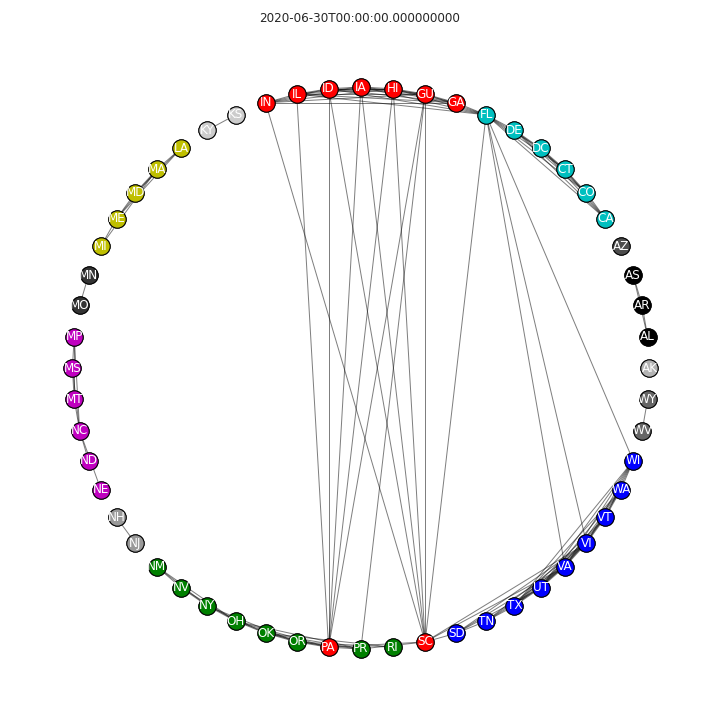 2020-06-30T00:00:00.000000000
IA
ID
HI
IL
GU
IN
GA
KS
FL
KY
DE
LA
DC
MA
CT
MD
CO
ME
CA
MI
AZ
MN
AS
MO
AR
MP
AL
MS
AK
MT
WY
NC
WV
ND
WI
NE
WA
NH
VT
NJ
VI
NM
VA
NV
UT
NY
TX
OH
TN
OK
SD
OR
SC
PA
RI
PR